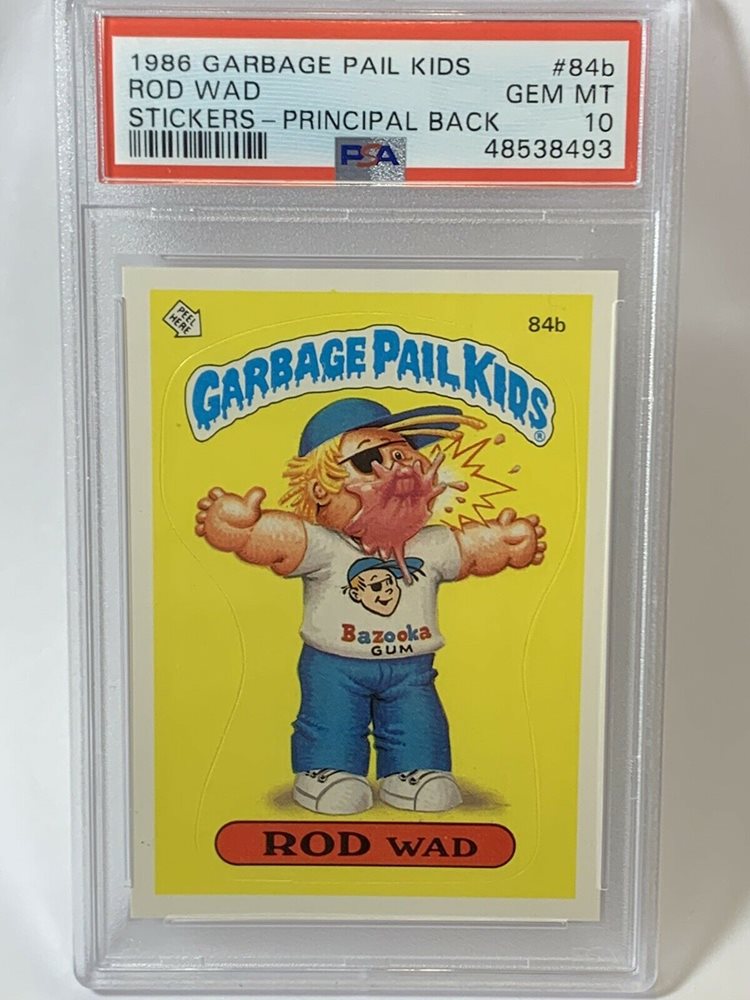 1986 GARBAGE PAIL KIDS #84b
ROD WAD GEM MT
STICKERS - PRINCIPAL BACK 10
PSA 48538493
PEEL
HERE
84b
GARBAGE PAIL KIDS®
Bazooka
GUM
ROD WAD